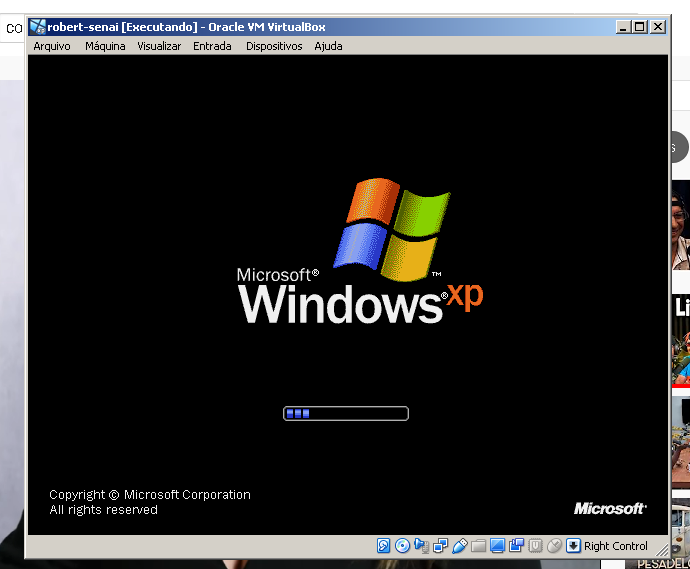 CO
robert-senai [Executando] - Oracle VM VirtualBox
Arquivo Máquina Visualizar Entrada Dispositivos Ajuda
s
Microsoft®
Windows® xp
™
Li
Copyright © Microsoft Corporation
All rights reserved
Microsoft®
Right Control
PESADEL